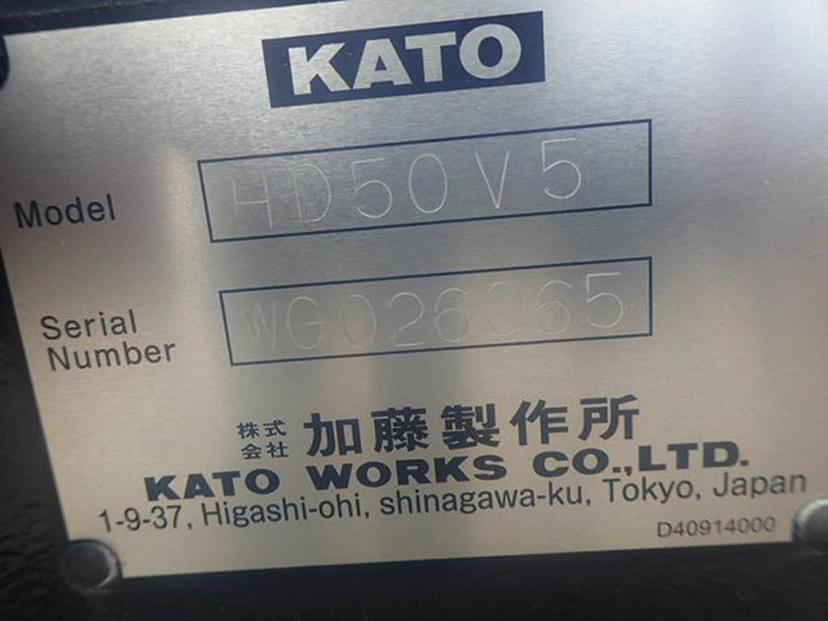 KATO
Model HD50V5
Serial
Number
株式
会社 加藤製作所
KATO WORKS CO.,LTD.
1-9-37, Higashi-ohi, shinagawa-ku, Tokyo, Japan
D40914000